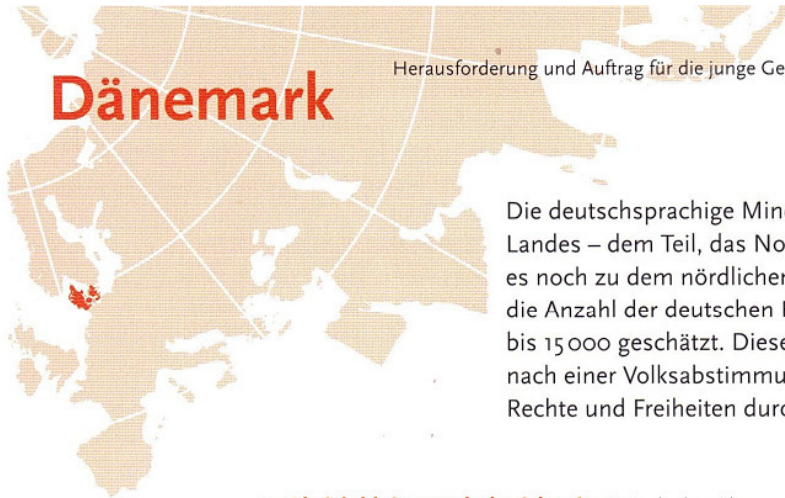 Dänemark
Herausforderung und Auftrag für die junge Ge
Die deutschsprachige Min
Landes – dem Teil, das No
es noch zu dem nördlicher
die Anzahl der deutschen
bis 15 000 geschätzt. Diese
nach einer Volksabstimmu
Rechte und Freiheiten durc